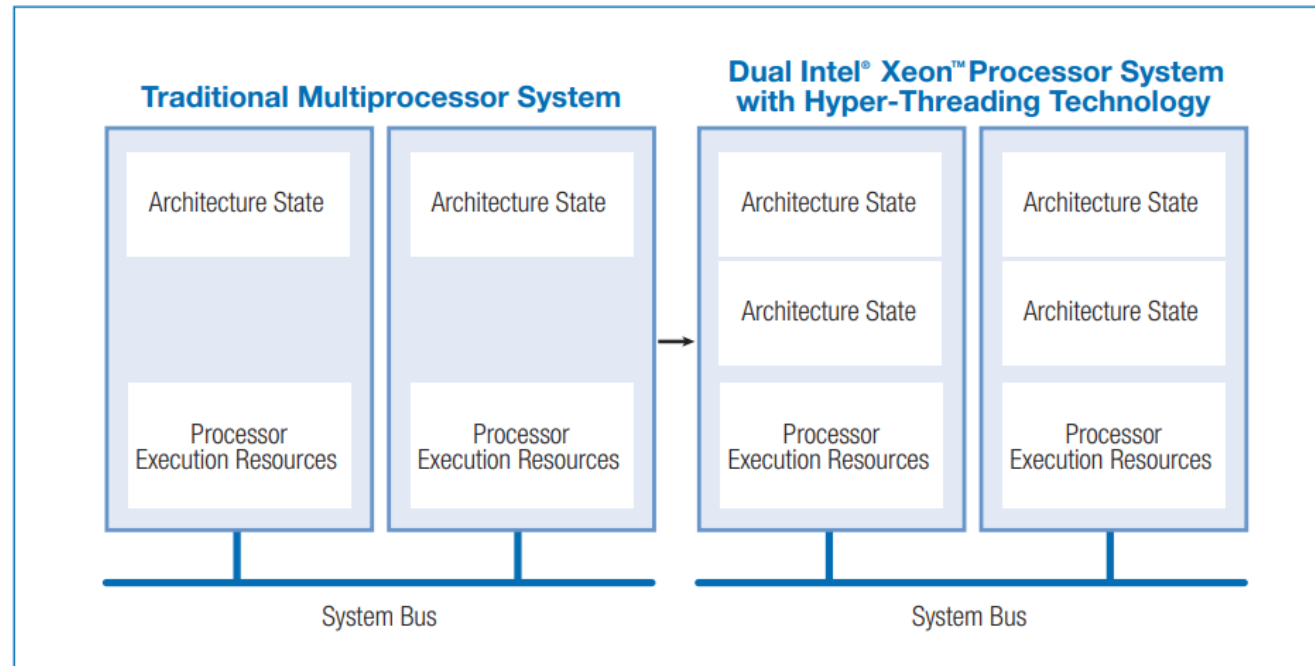 Traditional Multiprocessor System
Architecture State
Architecture State
Processor
Execution Resources
Processor
Execution Resources
System Bus
Dual Intel® Xeon™ Processor System
with Hyper-Threading Technology
Architecture State
Architecture State
Architecture State
Architecture State
Processor
Execution Resources
Processor
Execution Resources
System Bus